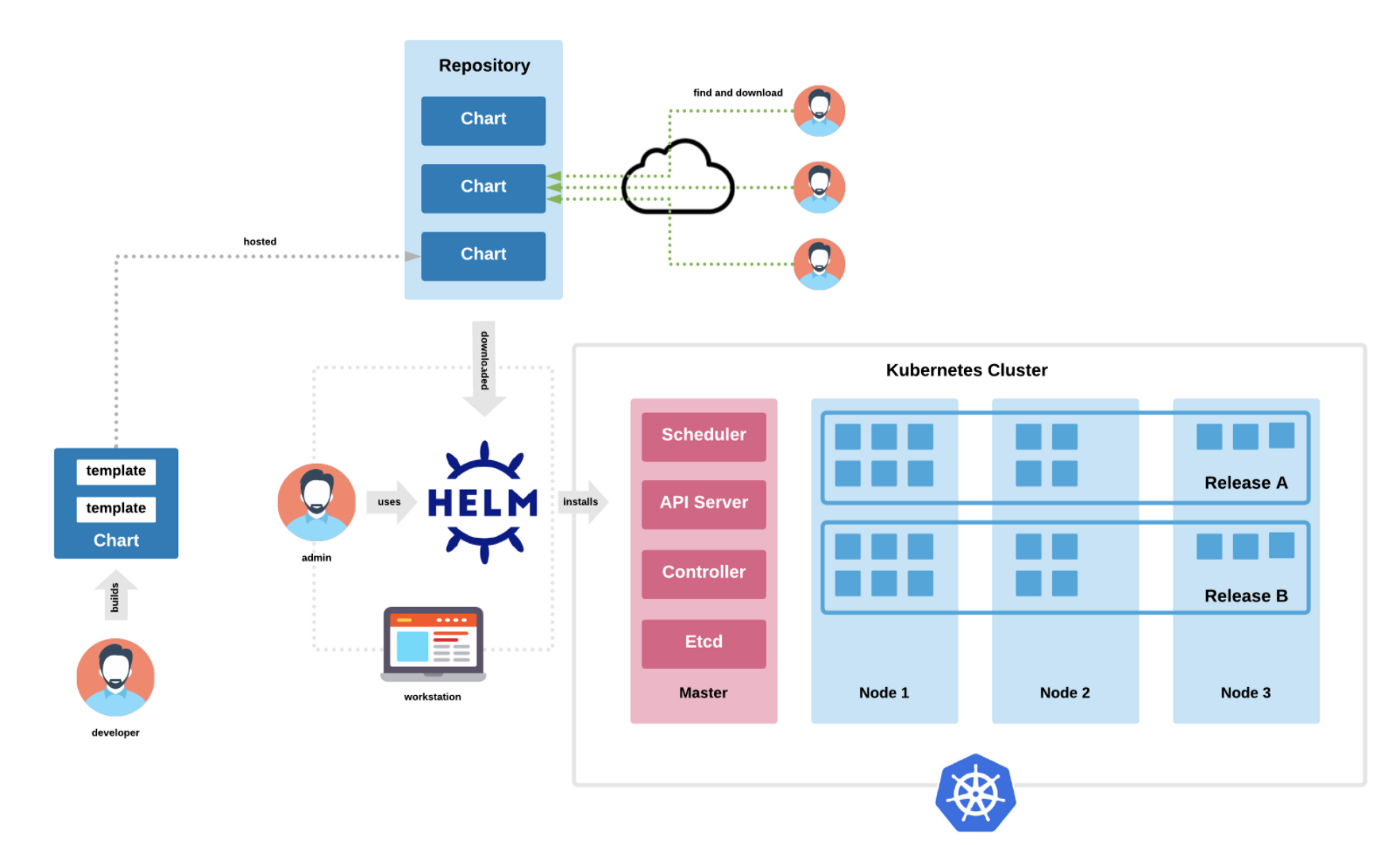 Repository
Chart
Chart
Chart
find and download
hosted
downloaded
template
template
Chart
builds
developer
admin
uses
HELM
installs
workstation
Kubernetes Cluster
Scheduler
API Server
Controller
Etcd
Master
Release A
Release B
Node 1
Node 2
Node 3